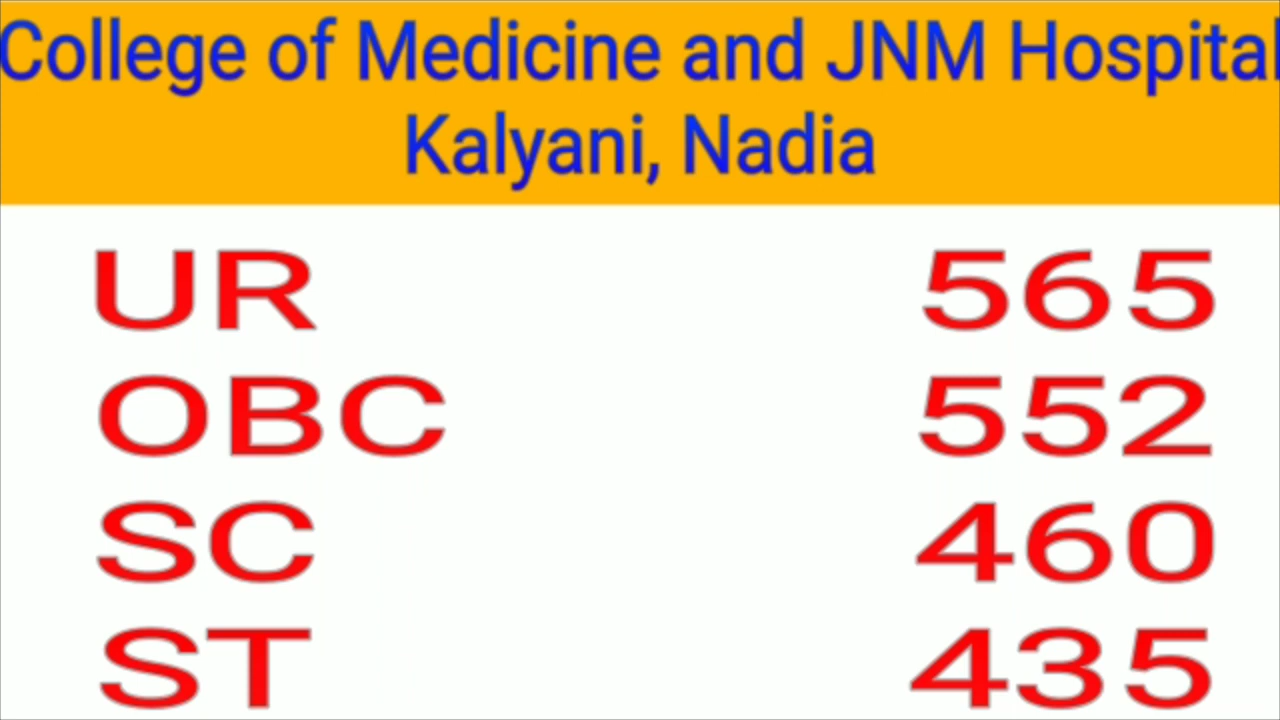 College of Medicine and JNM Hospital
Kalyani, Nadia
UR 565
OBC 552
SC 460
ST 435